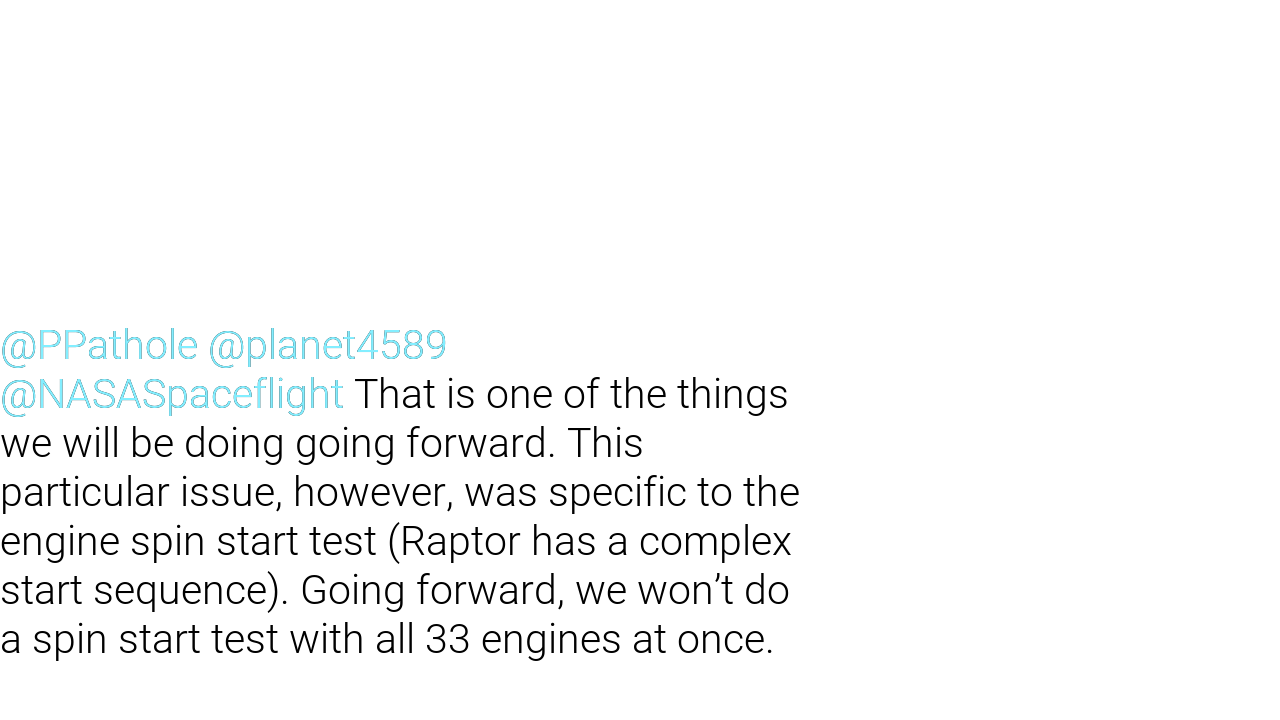 @PPathole @planet4589
@NASASpaceflight That is one of the things
we will be doing going forward. This
particular issue, however, was specific to the
engine spin start test (Raptor has a complex
start sequence). Going forward, we won’t do
a spin start test with all 33 engines at once.